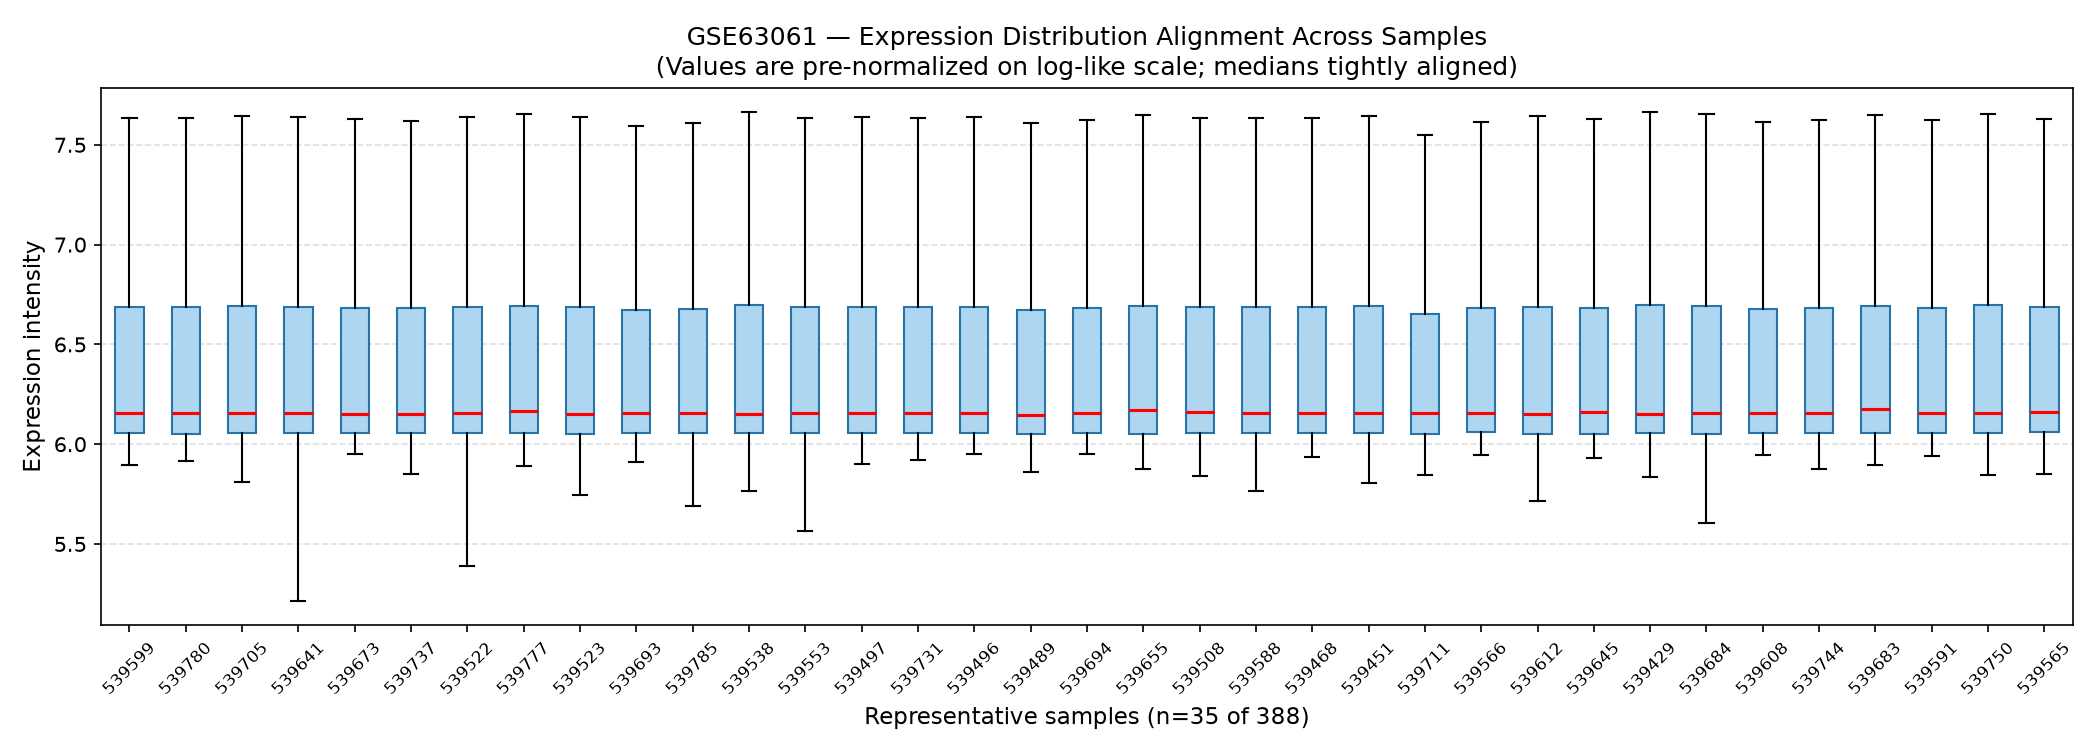 GSE63061 — Expression Distribution Alignment Across Samples
(Values are pre-normalized on log-like scale; medians tightly aligned)
Expression intensity
7.5
7.0
6.5
6.0
5.5
539599 539780 539705 539641 539673 539737 539522 539777 539523 539693 539785 539538 539553 539497 539731 539496 539489 539694 539655 539508 539588 539468 539451 539711 539566 539612 539645 539429 539684 539608 539744 539683 539591 539750 539565
Representative samples (n=35 of 388)